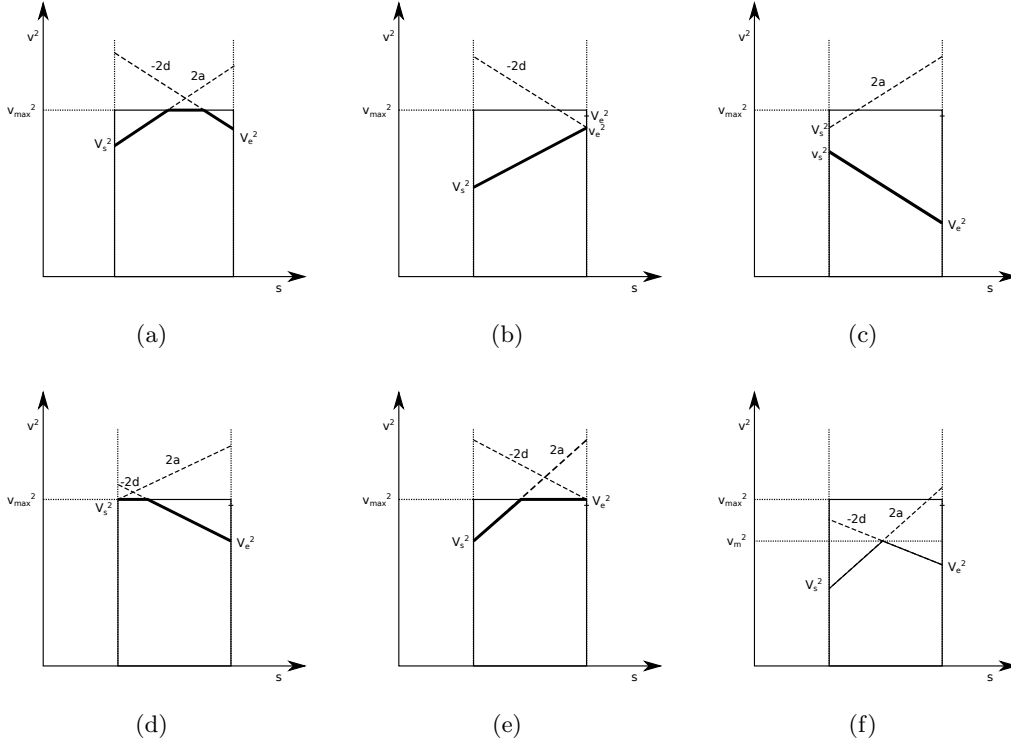 v²
-2d
2a
v_max²
V_s²
V_e²
s
(a)
v²
-2d
v_max²
V_e²
v_e²
V_s²
s
(b)
v²
2a
v_max²
V_s²
v_s²
V_e²
s
(c)
v²
2a
-2d
v_max²
V_s²
V_e²
s
(d)
v²
2a
-2d
v_max²
V_e²
V_s²
s
(e)
v²
v_max²
-2d
2a
v_m²
V_e²
V_s²
s
(f)